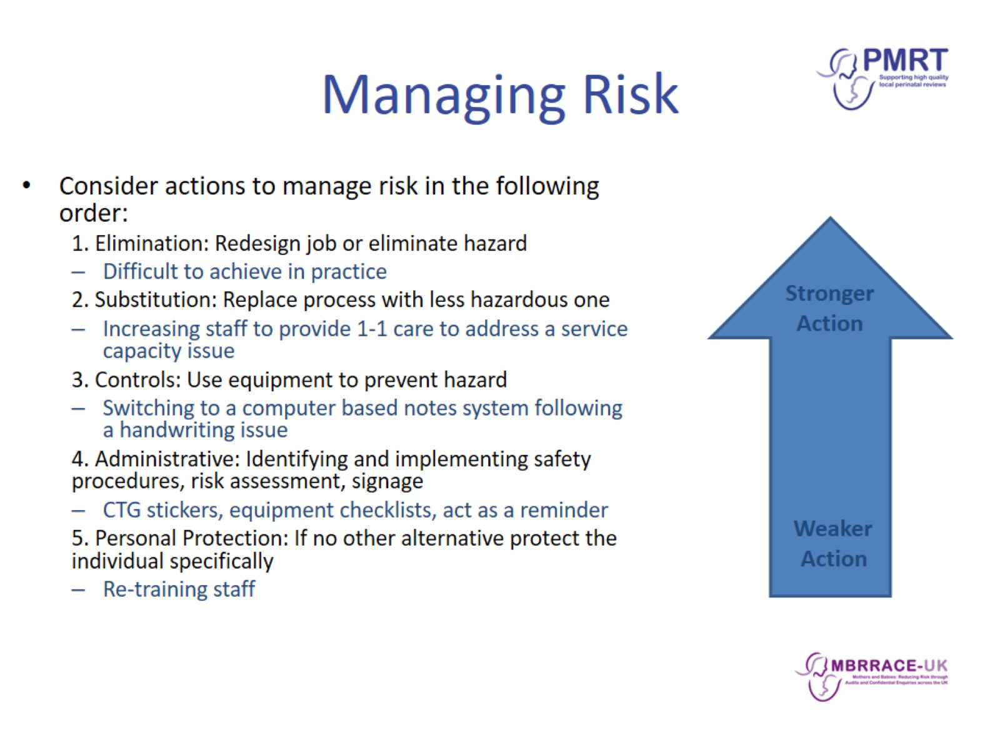 PMRT
Supporting high quality
local perinatal reviews
Managing Risk
• Consider actions to manage risk in the following
order:
1. Elimination: Redesign job or eliminate hazard
– Difficult to achieve in practice
2. Substitution: Replace process with less hazardous one
– Increasing staff to provide 1-1 care to address a service
capacity issue
3. Controls: Use equipment to prevent hazard
– Switching to a computer based notes system following
a handwriting issue
4. Administrative: Identifying and implementing safety
procedures, risk assessment, signage
– CTG stickers, equipment checklists, act as a reminder
5. Personal Protection: If no other alternative protect the
individual specifically
– Re-training staff
Stronger
Action
Weaker
Action
MBRRACE-UK
Mothers and Babies: Reducing Risk through
Audits and Confidential Enquiries across the UK